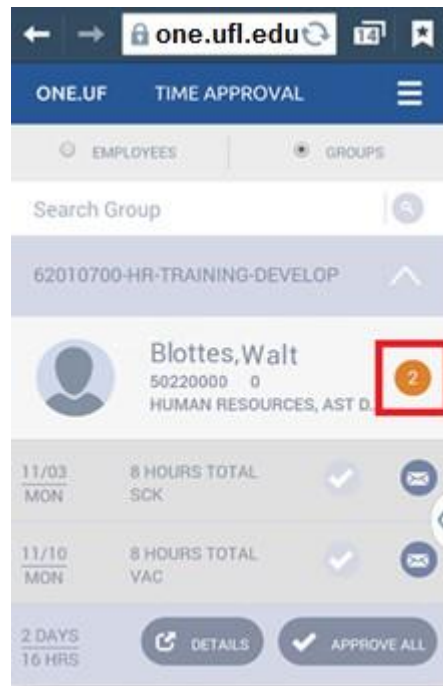 one.ufl.edu 14
ONE.UF TIME APPROVAL
EMPLOYEES GROUPS
Search Group
62010700-HR-TRAINING-DEVELOP
Blottes,Walt
50220000 0
HUMAN RESOURCES, AST D..
2
11/03 8 HOURS TOTAL
MON SCK
11/10 8 HOURS TOTAL
MON VAC
2 DAYS
16 HRS
DETAILS APPROVE ALL